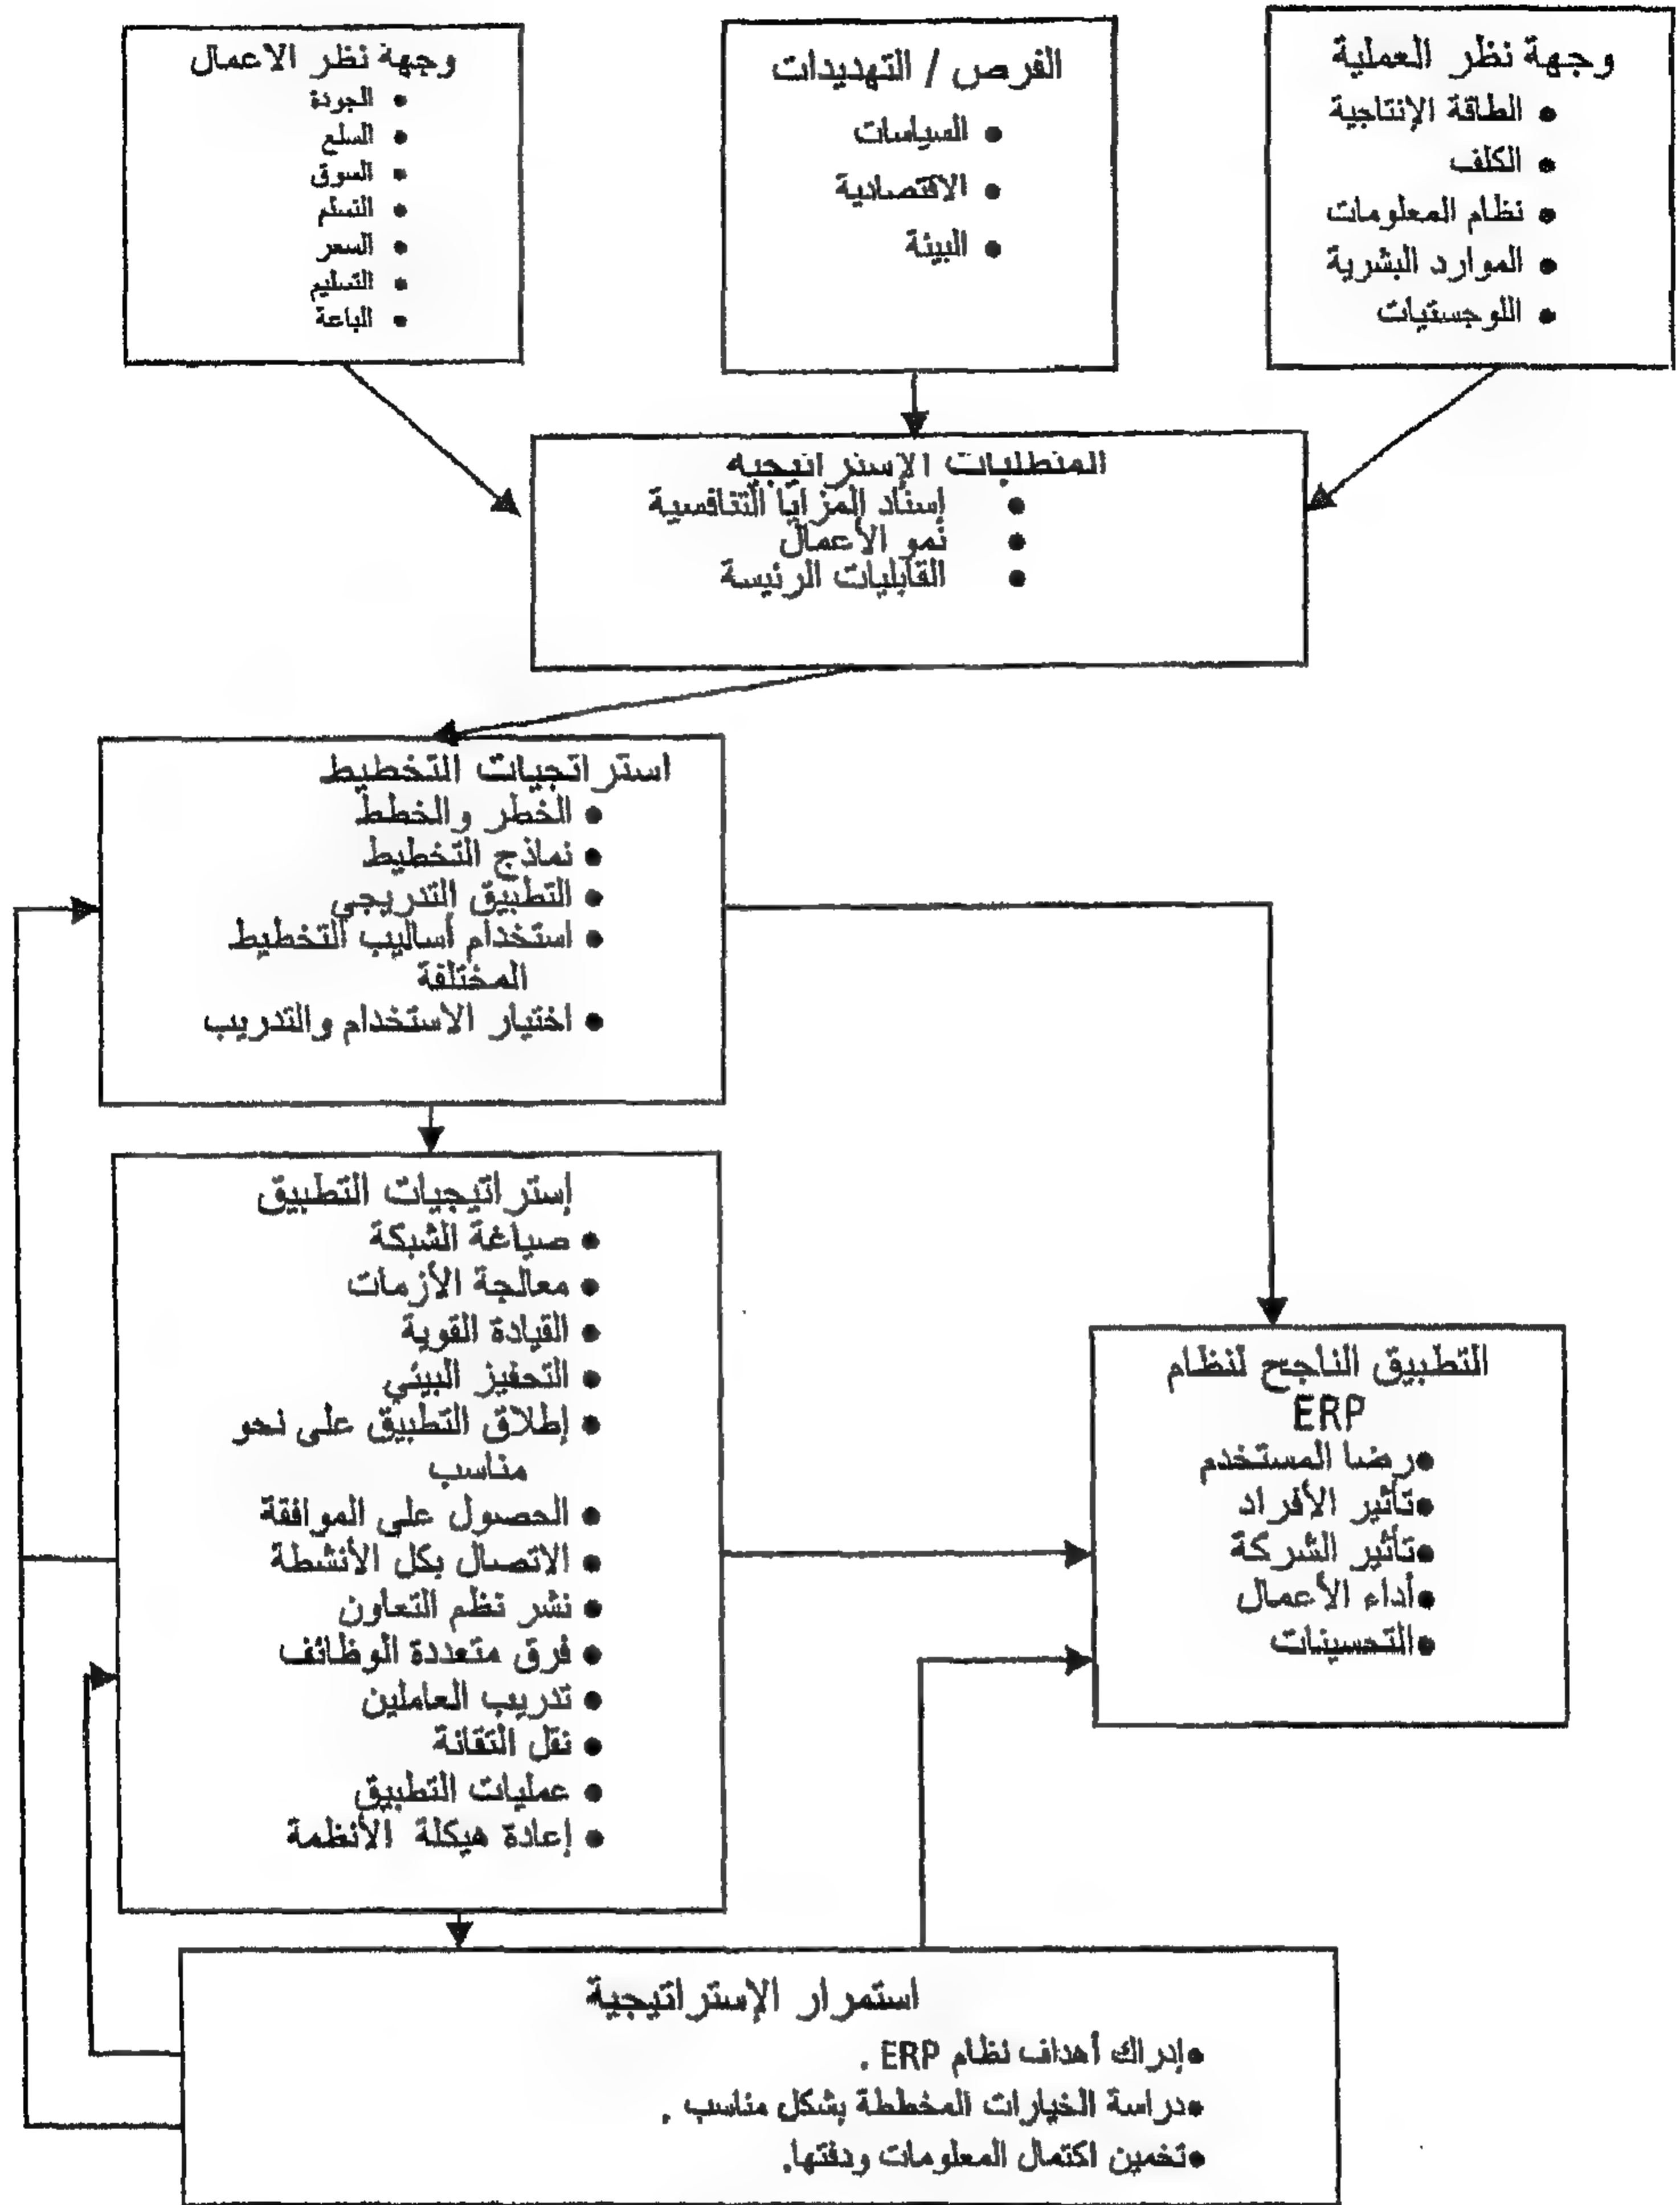 وجهة نظر العملية
• الطاقة الإنتاجية
• الكلف
• نظام المعلومات
• الموارد البشرية
• اللوجستيات
الفرص / التهديدات
• السياسات
• الاقتصادية
• البيئة
وجهة نظر الاعمال
• الجودة
• السلع
• السوق
• التسلم
• السعر
• التسليم
• الباعة
المتطلبات الإستراتيجية
• إسناد المزايا التنافسية
• نمو الأعمال
• القابليات الرئيسة
استراتجيات التخطيط
• الخطر والخطط
• نماذج التخطيط
• التطبيق التدريجي
• استخدام أساليب التخطيط
المختلفة
• اختيار الاستخدام والتدريب
إستراتيجيات التطبيق
• صياغة الشبكة
• معالجة الأزمات
• القيادة القوية
• التحفيز البيئي
• إطلاق التطبيق على نحو
مناسب
• الحصول على الموافقة
• الاتصال بكل الأنشطة
• نشر نظم التعاون
• فرق متعددة الوظائف
• تدريب العاملين
• نقل التقانة
• عمليات التطبيق
• إعادة هيكلة الأنظمة
التطبيق الناجح لنظام
ERP
• رضا المستخدم
• تأثير الأفراد
• تأثير الشركة
• أداء الأعمال
• التحسينات
استمرار الإستراتيجية
• إدراك أهداف نظام ERP .
• دراسة الخيارات المخططة بشكل مناسب .
• تخمين اكتمال المعلومات ودقتها.